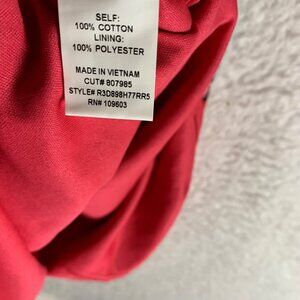 SELF:
100% COTTON
LINING:
100% POLYESTER
MADE IN VIETNAM
CUT# 807985
STYLE# R3D898H77RR5
RN# 109603